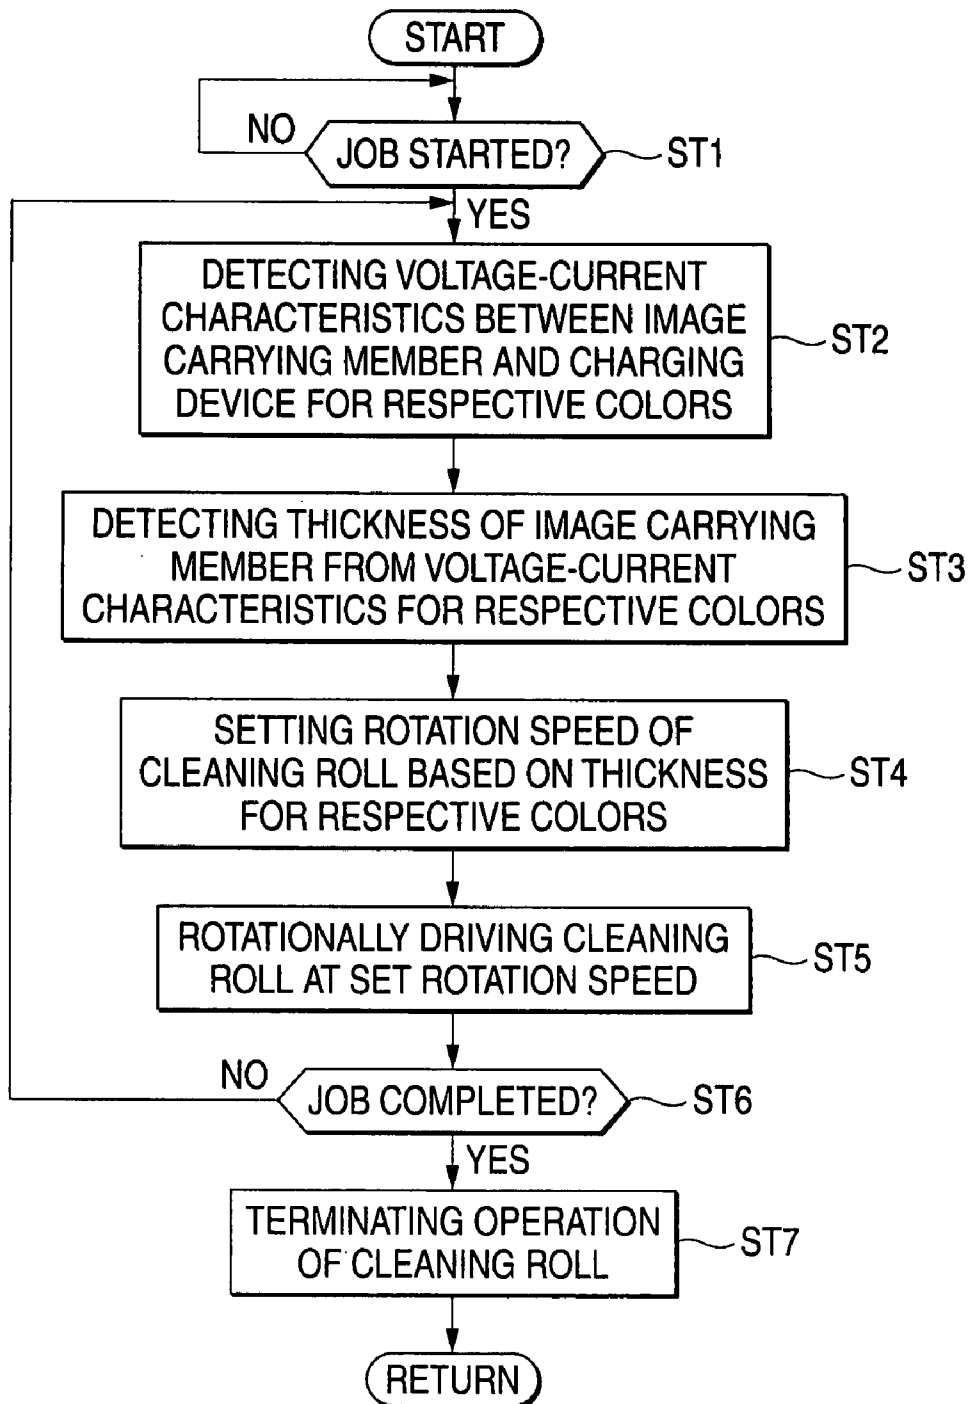 START
NO
JOB STARTED?
ST1
YES
DETECTING VOLTAGE-CURRENT
CHARACTERISTICS BETWEEN IMAGE
CARRYING MEMBER AND CHARGING
DEVICE FOR RESPECTIVE COLORS
ST2
DETECTING THICKNESS OF IMAGE CARRYING
MEMBER FROM VOLTAGE-CURRENT
CHARACTERISTICS FOR RESPECTIVE COLORS
ST3
SETTING ROTATION SPEED OF
CLEANING ROLL BASED ON THICKNESS
FOR RESPECTIVE COLORS
ST4
ROTATIONALLY DRIVING CLEANING
ROLL AT SET ROTATION SPEED
ST5
NO
JOB COMPLETED?
ST6
YES
TERMINATING OPERATION
OF CLEANING ROLL
ST7
RETURN